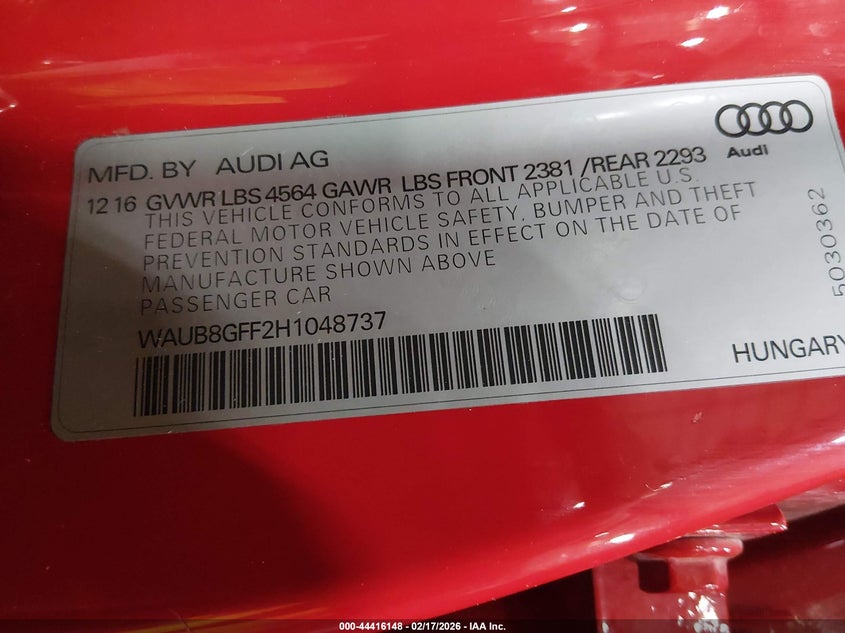 Audi
MFD. BY AUDI AG
12 16 GVWR LBS 4564 GAWR LBS FRONT 2381 /REAR 2293
THIS VEHICLE CONFORMS TO ALL APPLICABLE U.S.
FEDERAL MOTOR VEHICLE SAFETY, BUMPER AND THEFT
PREVENTION STANDARDS IN EFFECT ON THE DATE OF
MANUFACTURE SHOWN ABOVE
PASSENGER CAR
WAUB8GFF2H1048737
HUNGARY
5030362
000-44416148 - 02/17/2026 - IAA Inc.